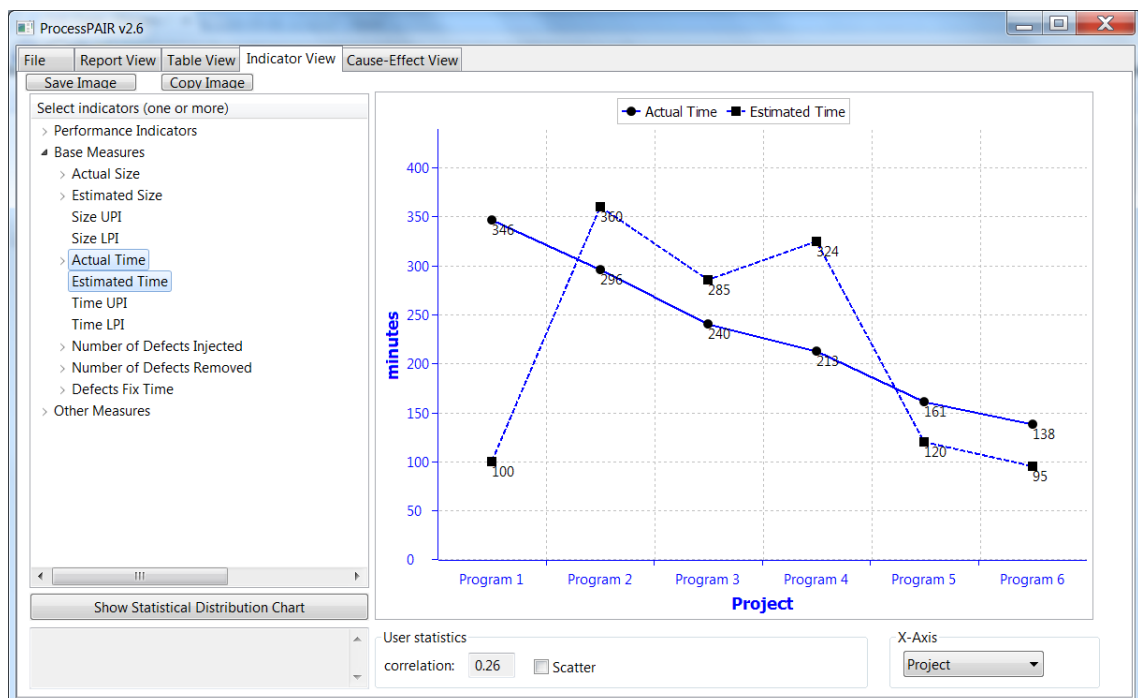 ProcessPAIR v2.6
File Report View Table View Indicator View Cause-Effect View
Save Image Copy Image
Select indicators (one or more)
Performance Indicators
Base Measures
Actual Size
Estimated Size
Size UPI
Size LPI
Actual Time
Estimated Time
Time UPI
Time LPI
Number of Defects Injected
Number of Defects Removed
Defects Fix Time
Other Measures
Show Statistical Distribution Chart
Actual Time Estimated Time
minutes
400
350
300
250
200
150
100
50
0
346
296
240
213
161
138
100
360
285
324
120
95
Program 1 Program 2 Program 3 Program 4 Program 5 Program 6
Project
User statistics
correlation: 0.26 Scatter
X-Axis
Project